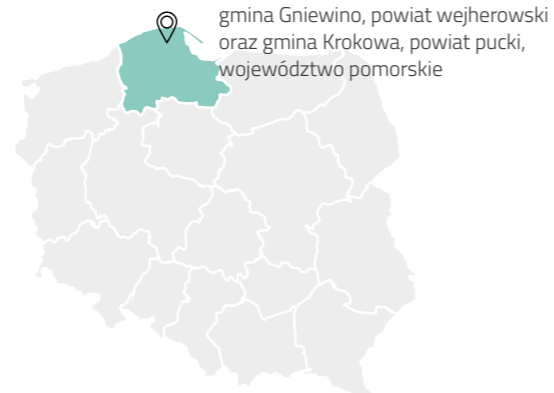 gmina Gniewino, powiat wejherowski
oraz gmina Krokowa, powiat pucki,
województwo pomorskie